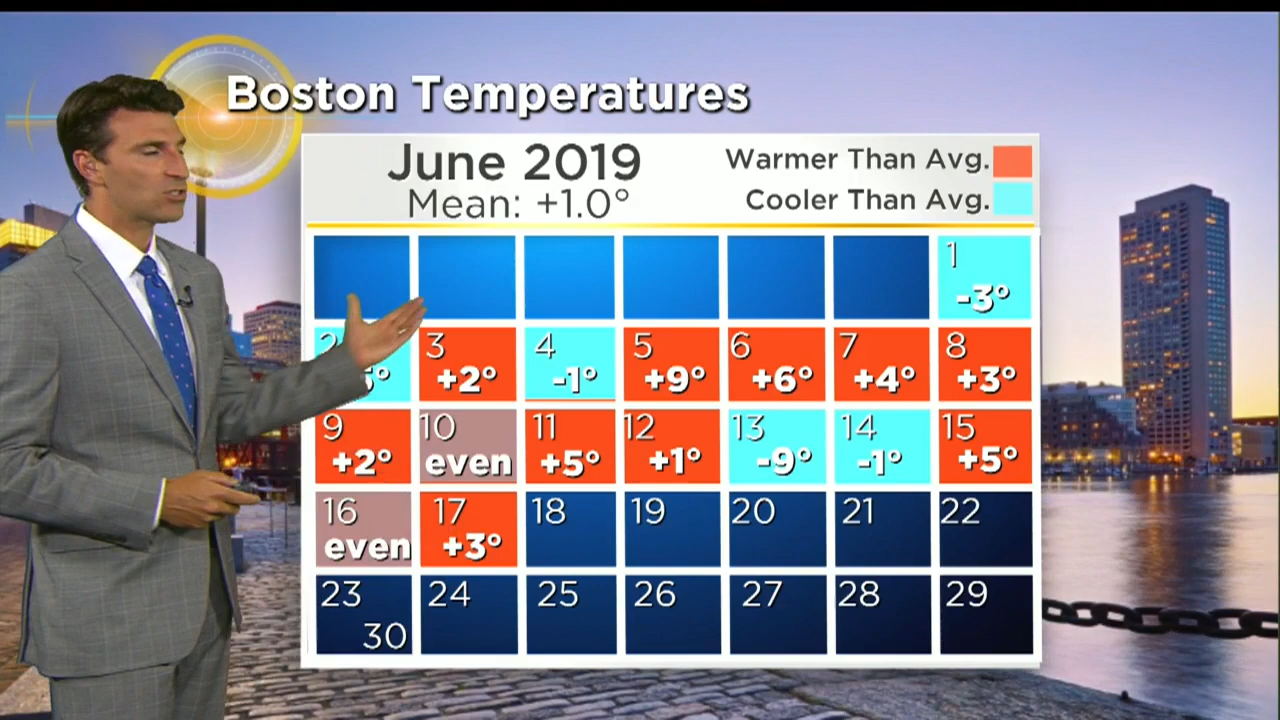 Boston Temperatures
June 2019
Mean: +1.0°
Warmer Than Avg.
Cooler Than Avg.
1
-3°
2 3 4 5 6 7 8
+2° -1° +9° +6° +4° +3°
9 10 11 12 13 14 15
+2° even +5° +1° -9° -1° +5°
16 17 18 19 20 21 22
even +3°
23 24 25 26 27 28 29
30